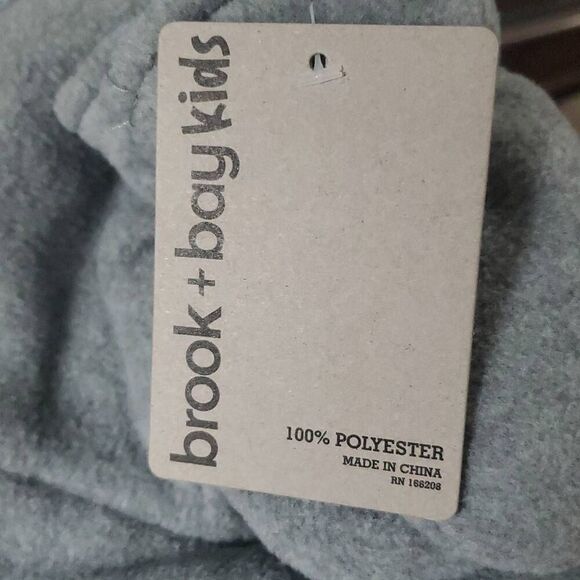 brook + bay kids
100% POLYESTER
MADE IN CHINA
RN 166208